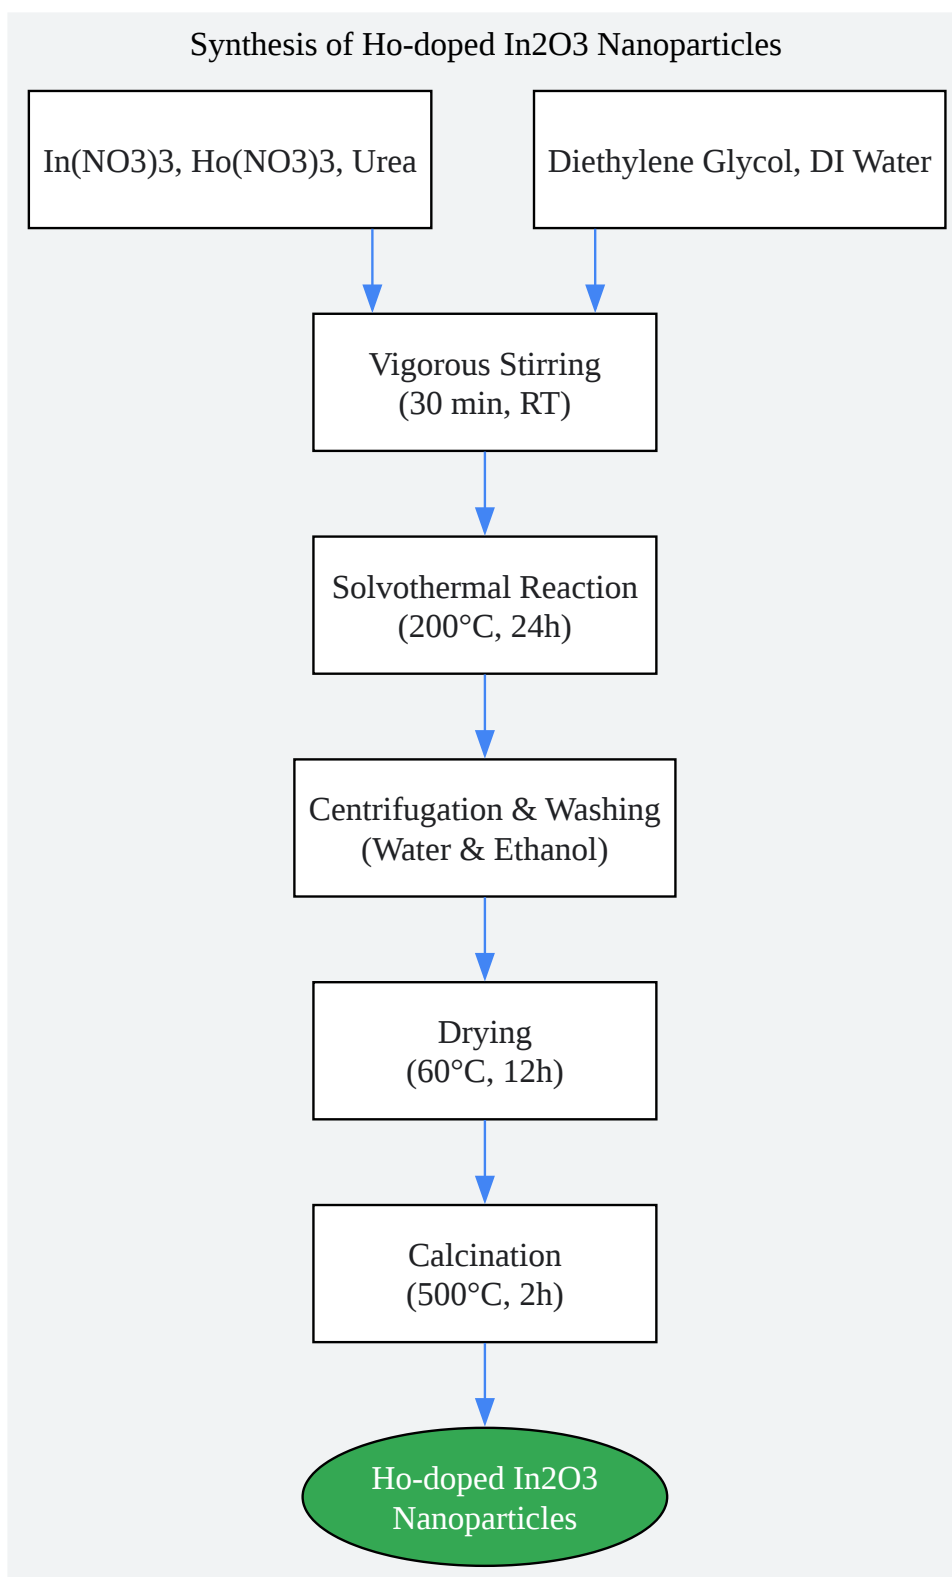 Synthesis of Ho-doped In2O3 Nanoparticles
In(NO3)3, Ho(NO3)3, Urea
Diethylene Glycol, DI Water
Vigorous Stirring
(30 min, RT)
Solvothermal Reaction
(200°C, 24h)
Centrifugation & Washing
(Water & Ethanol)
Drying
(60°C, 12h)
Calcination
(500°C, 2h)
Ho-doped In2O3
Nanoparticles